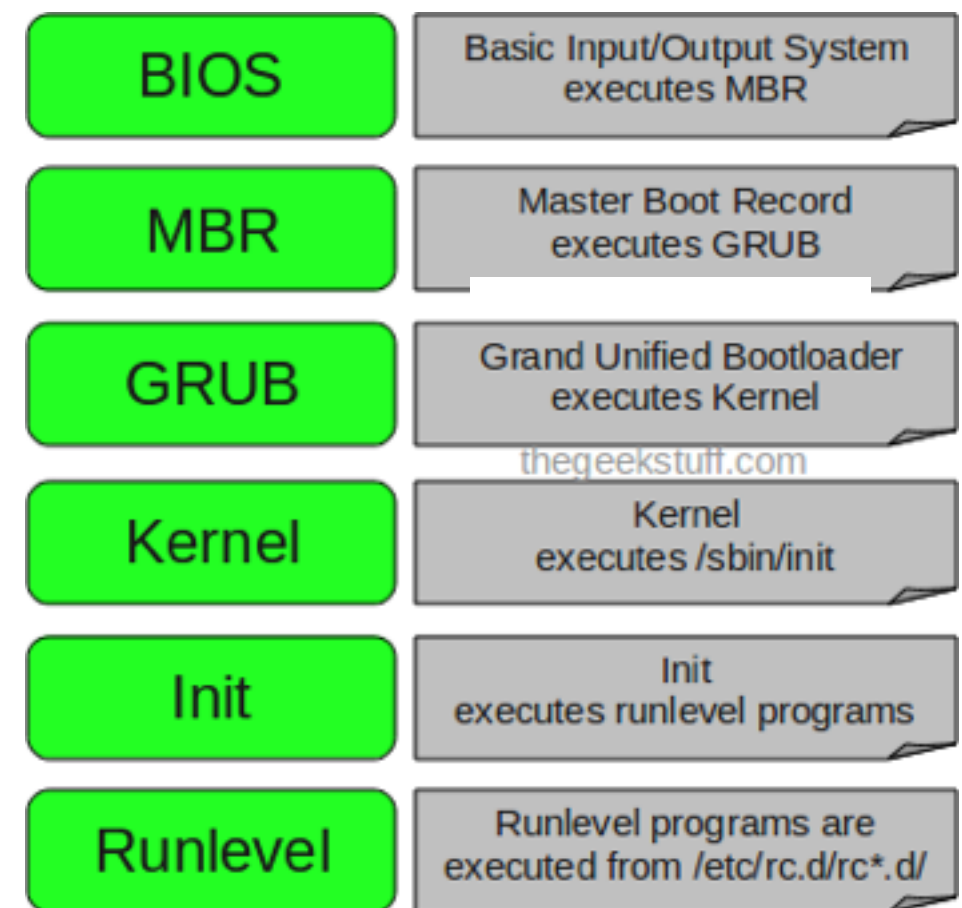 BIOS
Basic Input/Output System
executes MBR
MBR
Master Boot Record
executes GRUB
GRUB
Grand Unified Bootloader
executes Kernel
thegeekstuff.com
Kernel
Kernel
executes /sbin/init
Init
Init
executes runlevel programs
Runlevel
Runlevel programs are
executed from /etc/rc.d/rc*.d/